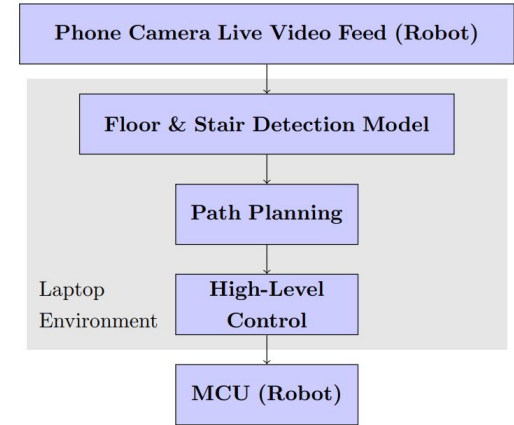 Phone Camera Live Video Feed (Robot)
Floor & Stair Detection Model
Path Planning
High-Level
Control
Laptop
Environment
MCU (Robot)